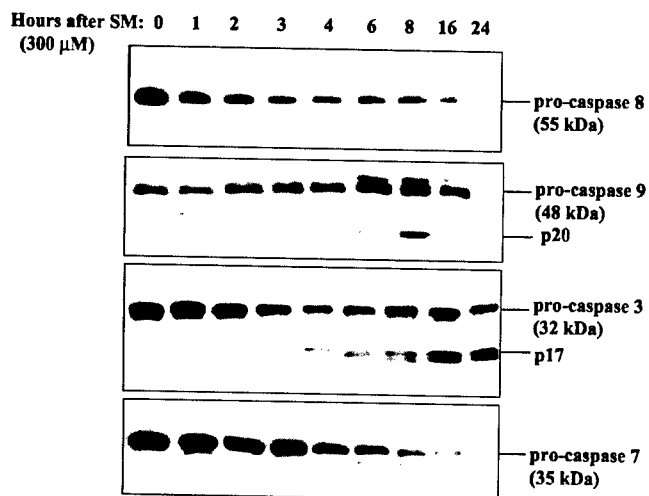 Hours after SM: 0 1 2 3 4 6 8 16 24
(300 µM)
pro-caspase 8
(55 kDa)
pro-caspase 9
(48 kDa)
p20
pro-caspase 3
(32 kDa)
p17
pro-caspase 7
(35 kDa)